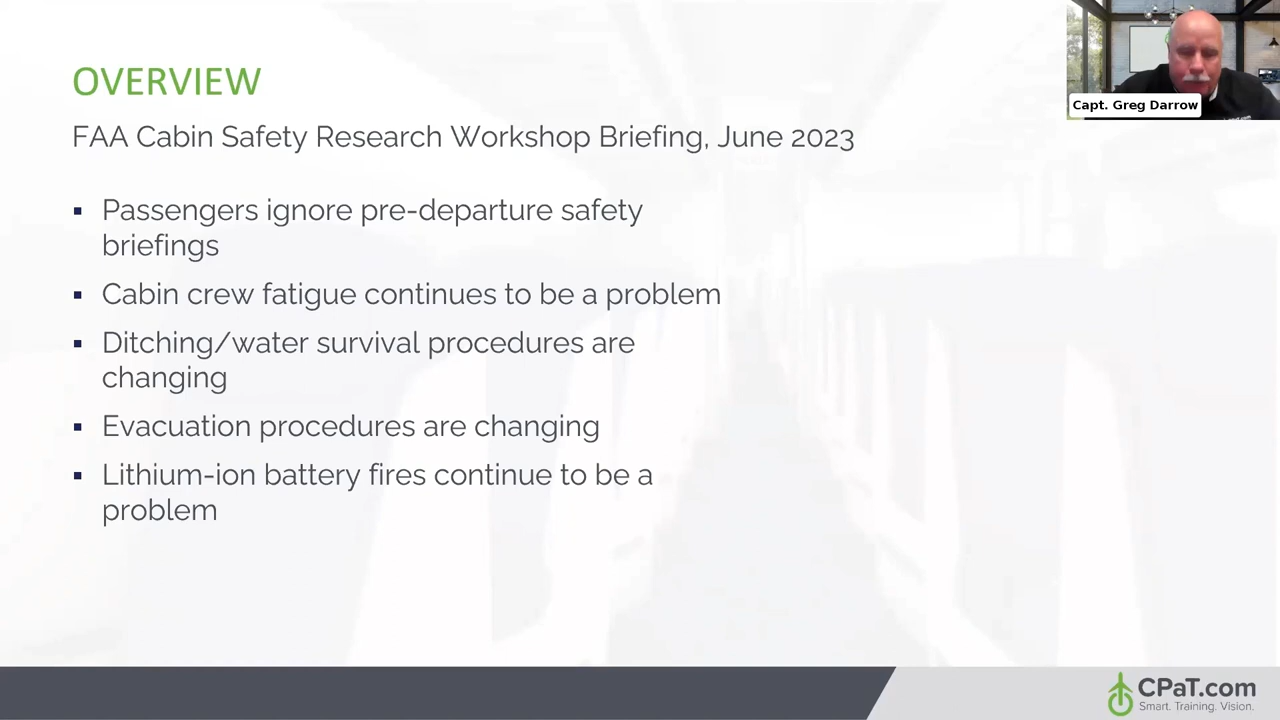 OVERVIEW
FAA Cabin Safety Research Workshop Briefing, June 2023
▪ Passengers ignore pre-departure safety
briefings
▪ Cabin crew fatigue continues to be a problem
▪ Ditching/water survival procedures are
changing
▪ Evacuation procedures are changing
▪ Lithium-ion battery fires continue to be a
problem
Capt. Greg Darrow
CPaT.com
Smart. Training. Vision.